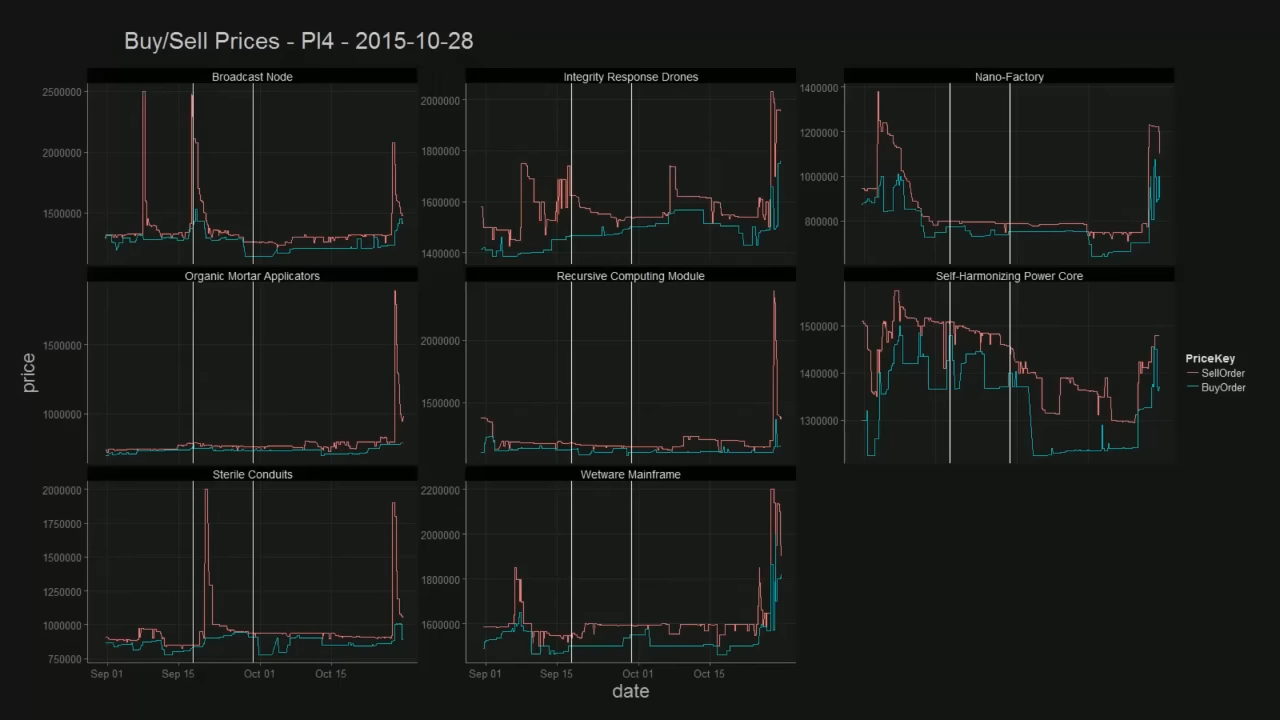 Buy/Sell Prices - PI4 - 2015-10-28
Broadcast Node
Integrity Response Drones
Nano-Factory
2500000
2000000
1500000
2000000
1800000
1600000
1400000
1400000
1200000
1000000
800000
Organic Mortar Applicators
Recursive Computing Module
Self-Harmonizing Power Core
1500000
1000000
2000000
1500000
1500000
1400000
1300000
price
PriceKey
SellOrder
BuyOrder
Sterile Conduits
Wetware Mainframe
2000000
1750000
1500000
1250000
1000000
750000
2200000
2000000
1800000
1600000
Sep 01 Sep 15 Oct 01 Oct 15
Sep 01 Sep 15 Oct 01 Oct 15
date